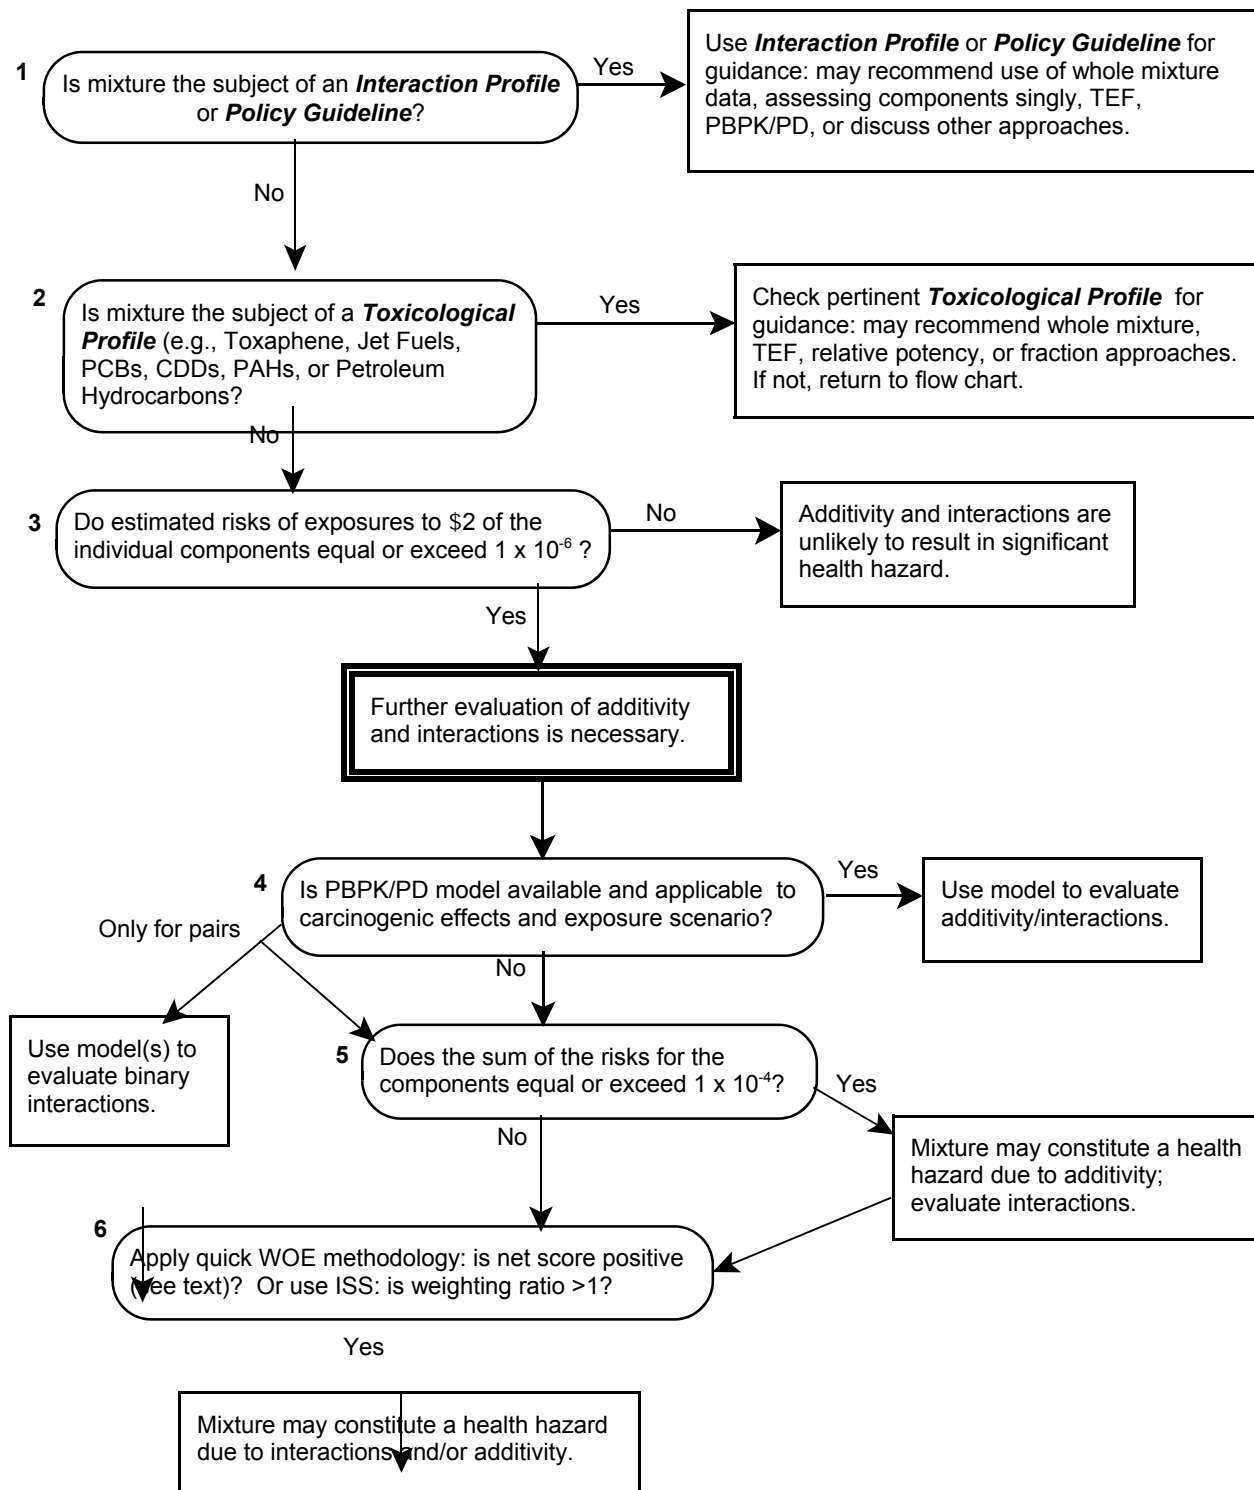 1
Is mixture the subject of an Interaction Profile
or Policy Guideline?
Yes
Use Interaction Profile or Policy Guideline for
guidance: may recommend use of whole mixture
data, assessing components singly, TEF,
PBPK/PD, or discuss other approaches.
No
2
Is mixture the subject of a Toxicological
Profile (e.g., Toxaphene, Jet Fuels,
PCBs, CDDs, PAHs, or Petroleum
Hydrocarbons?
Yes
Check pertinent Toxicological Profile for
guidance: may recommend whole mixture,
TEF, relative potency, or fraction approaches.
If not, return to flow chart.
No
3
Do estimated risks of exposures to $2 of the
individual components equal or exceed 1 x 10⁻⁶ ?
No
Additivity and interactions are
unlikely to result in significant
health hazard.
Yes
Further evaluation of additivity
and interactions is necessary.
4
Is PBPK/PD model available and applicable to
carcinogenic effects and exposure scenario?
Yes
Use model to evaluate
additivity/interactions.
Only for pairs
No
Use model(s) to
evaluate binary
interactions.
5
Does the sum of the risks for the
components equal or exceed 1 x 10⁻⁴?
Yes
No
Mixture may constitute a health
hazard due to additivity;
evaluate interactions.
6
Apply quick WOE methodology: is net score positive
(see text)? Or use ISS: is weighting ratio >1?
Yes
Mixture may constitute a health hazard
due to interactions and/or additivity.